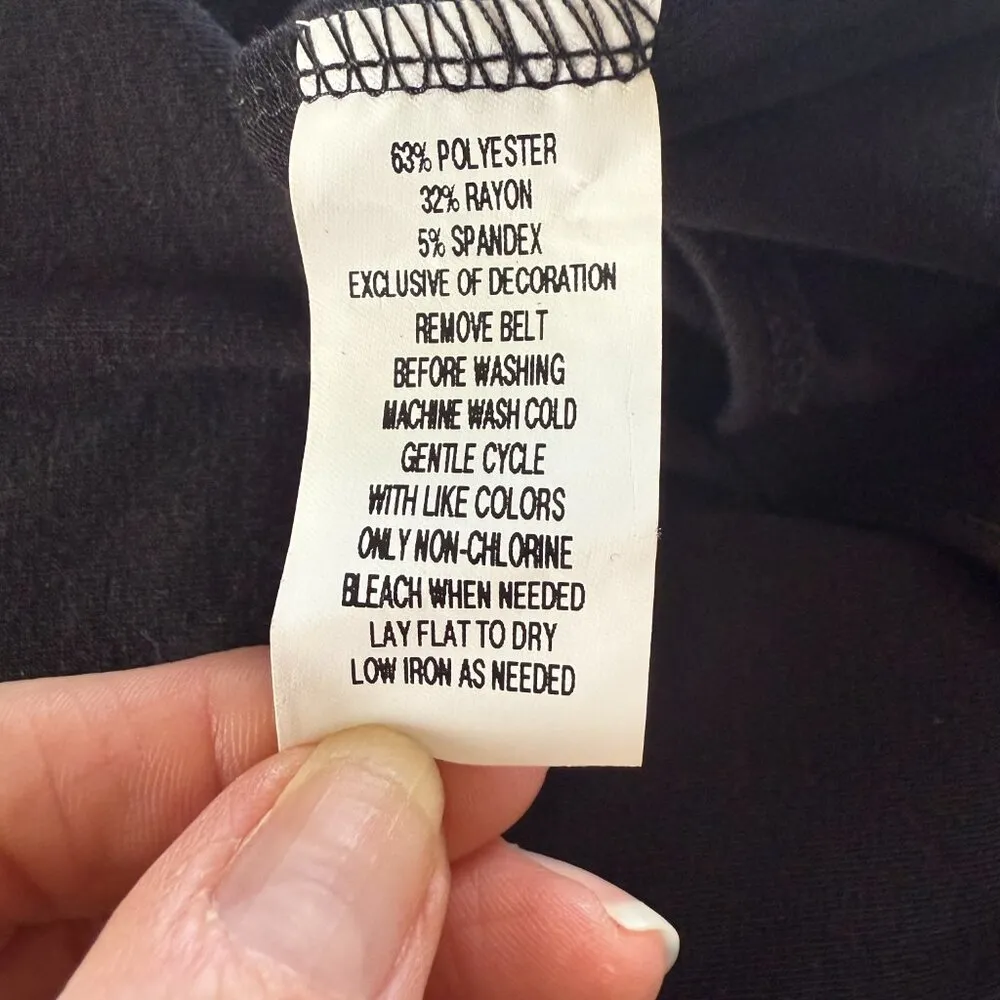 63% POLYESTER
32% RAYON
5% SPANDEX
EXCLUSIVE OF DECORATION
REMOVE BELT
BEFORE WASHING
MACHINE WASH COLD
GENTLE CYCLE
WITH LIKE COLORS
ONLY NON-CHLORINE
BLEACH WHEN NEEDED
LAY FLAT TO DRY
LOW IRON AS NEEDED